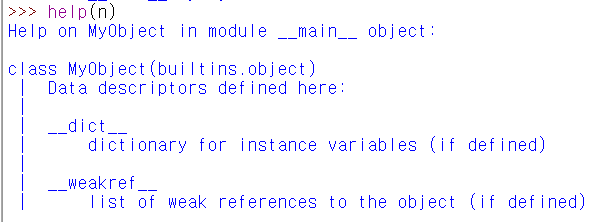 >>> help(n)
Help on MyObject in module __main__ object:
class MyObject(builtins.object)
 |  Data descriptors defined here:
 |
 |  __dict__
 |      dictionary for instance variables (if defined)
 |
 |  __weakref__
 |      list of weak references to the object (if defined)